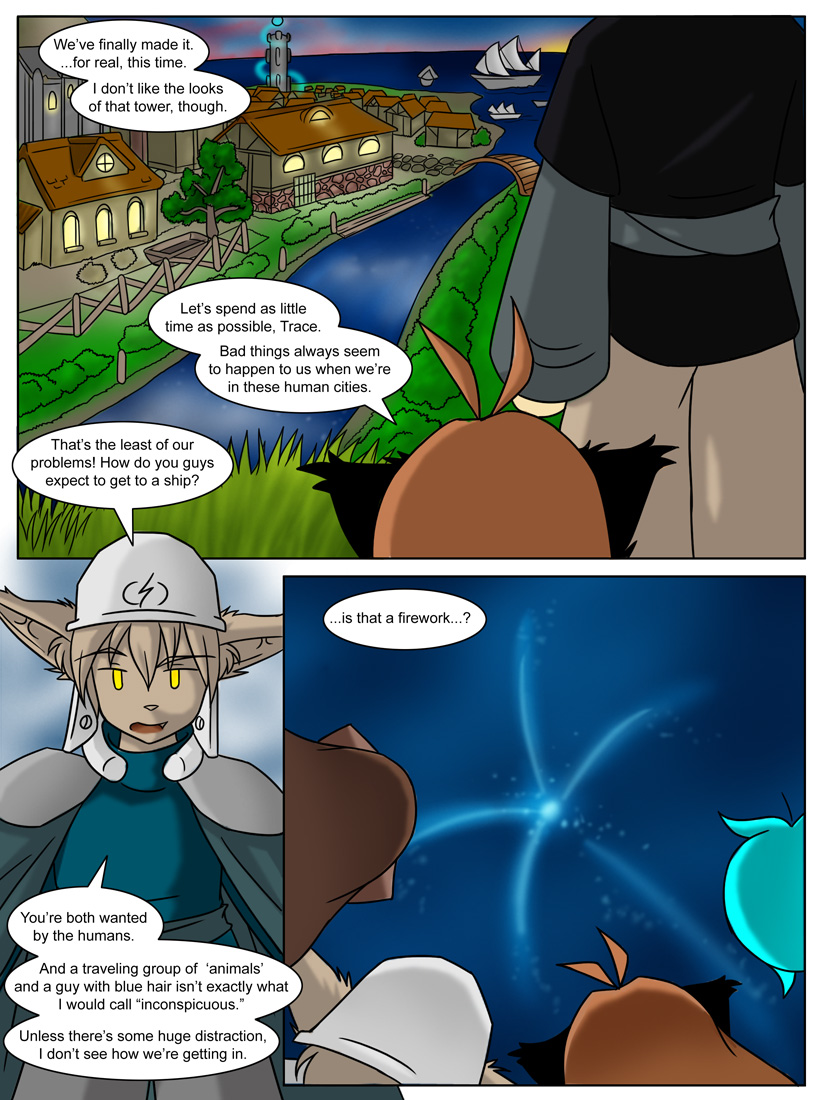 We've finally made it.
...for real, this time.
I don't like the looks
of that tower, though.
Let's spend as little
time as possible, Trace.
Bad things always seem
to happen to us when we're
in these human cities.
That's the least of our
problems! How do you guys
expect to get to a ship?
You're both wanted
by the humans.
And a traveling group of 'animals'
and a guy with blue hair isn't exactly what
I would call “inconspicuous.”
Unless there's some huge distraction,
I don't see how we're getting in.
...is that a firework...?